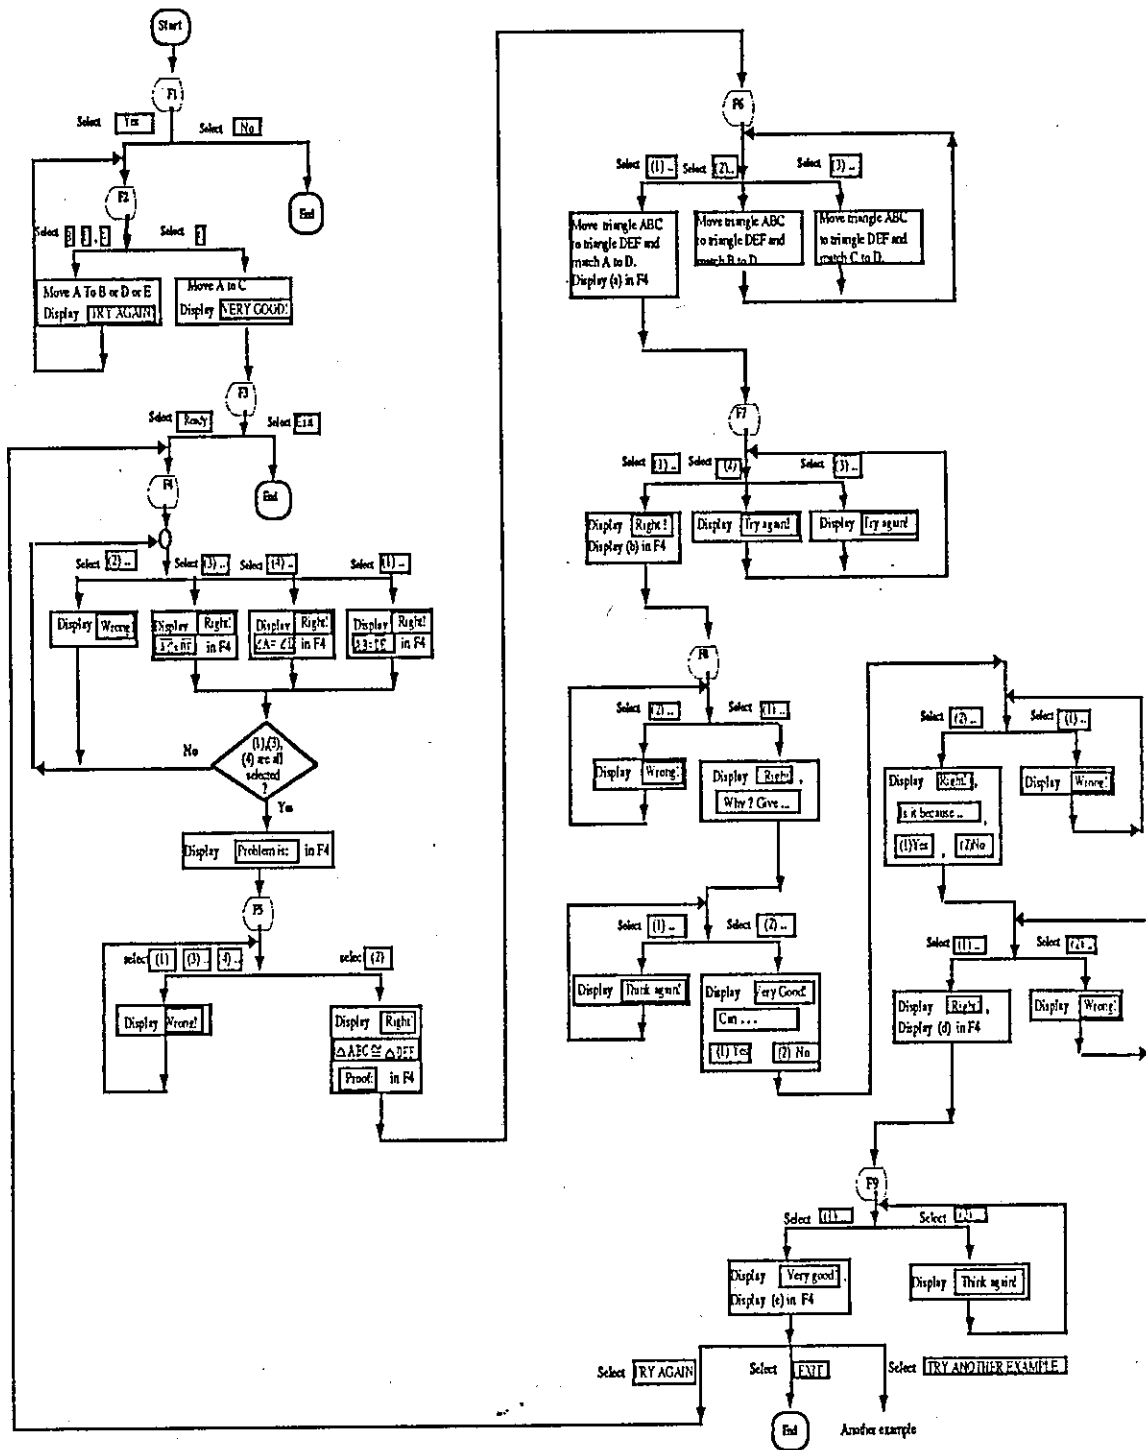 Start
F1
Select Yes
Select No
F2
End
Select
Select
Move A To B or D or E
Display TRY AGAIN!
Move A to C
Display VERY GOOD!
F3
Select Ready
Select Exit
F4
End
Select (2) ..
Select (3) ..
Select (4) ..
Select (1) ..
Display Wrong!
Display Right!
in F4
Display Right!
in F4
Display Right!
in F4
No
(1),(3),
(4) are all
selected
?
Yes
Display Problem is: in F4
F5
select (1) (3) .. (4) ..
select (2)
Display Wrong!
Display Right!
△ABC ≅ △DEF
Proof: in F4
F6
Select (1) ..
Select (2) ..
Select (3) ..
Move triangle ABC
to triangle DEF and
match A to D.
Display (a) in F4
Move triangle ABC
to triangle DEF and
match B to D.
Move triangle ABC
to triangle DEF and
match C to D.
F7
Select (1) ..
Select (2)
Select (3) ..
Display Right!
Display (b) in F4
Display Try again!
Display Try again!
F8
Select (2) ..
Select (1) ..
Display Wrong!
Display Right! ,
Why ? Give ...
Select (1) ..
Select (2) ..
Display Think again!
Display Very Good!
Can . . .
(1) Yes (2) No
Select (2) ..
Select (1) ..
Display Right! ,
Is it because .. ,
(1)Yes , (2)No
Display Wrong!
Select (1) ..
Select (2) ..
Display Right! ,
Display (d) in F4
Display Wrong!
F9
Select (1) ..
Select (2) ..
Display Very good! ,
Display (e) in F4
Display Think again!
Select TRY AGAIN
Select EXIT
Select TRY ANOTHER EXAMPLE
End
Another example